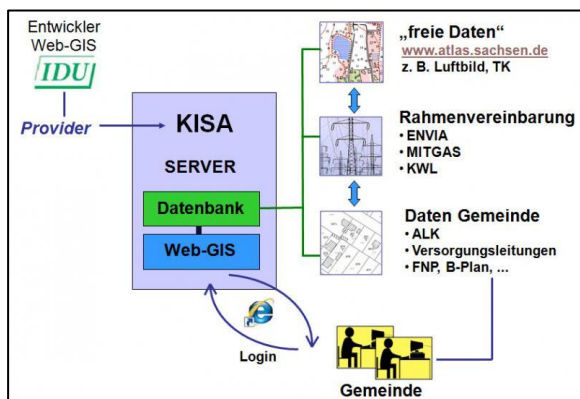 Entwickler
Web-GIS
IDU
Provider
KISA
SERVER
Datenbank
Web-GIS
Login
„freie Daten“
www.atlas.sachsen.de
z. B. Luftbild, TK
Rahmenvereinbarung
• ENVIA
• MITGAS
• KWL
Daten Gemeinde
• ALK
• Versorgungsleitungen
• FNP, B-Plan, ...
Gemeinde